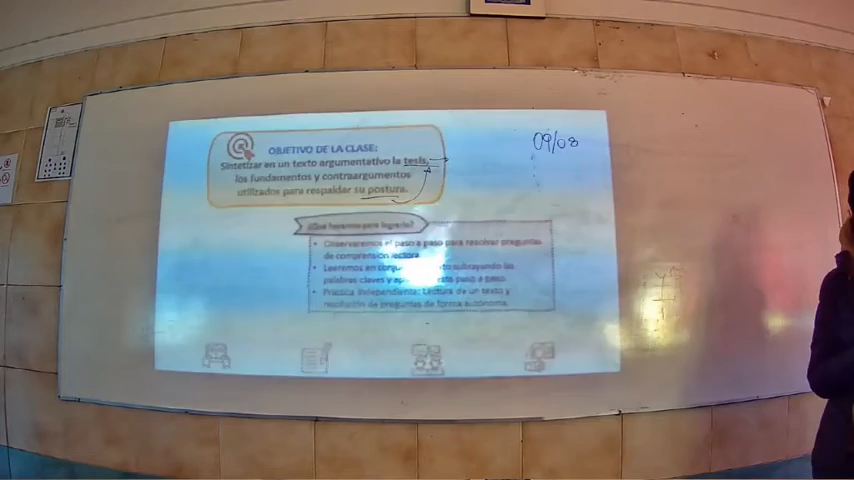 OBJETIVO DE LA CLASE:
Sintetizar en un texto argumentativo la tesis,
los fundamentos y contraargumentos
utilizados para respaldar su postura.
09/08
¿Qué haremos para lograrlo?
• Observaremos el paso a paso para resolver preguntas
de comprensión lectora.
• Leeremos en subrayando las
palabras claves y paso a paso.
• Práctica independiente: Lectura de un texto y
resolución de preguntas de forma autónoma.